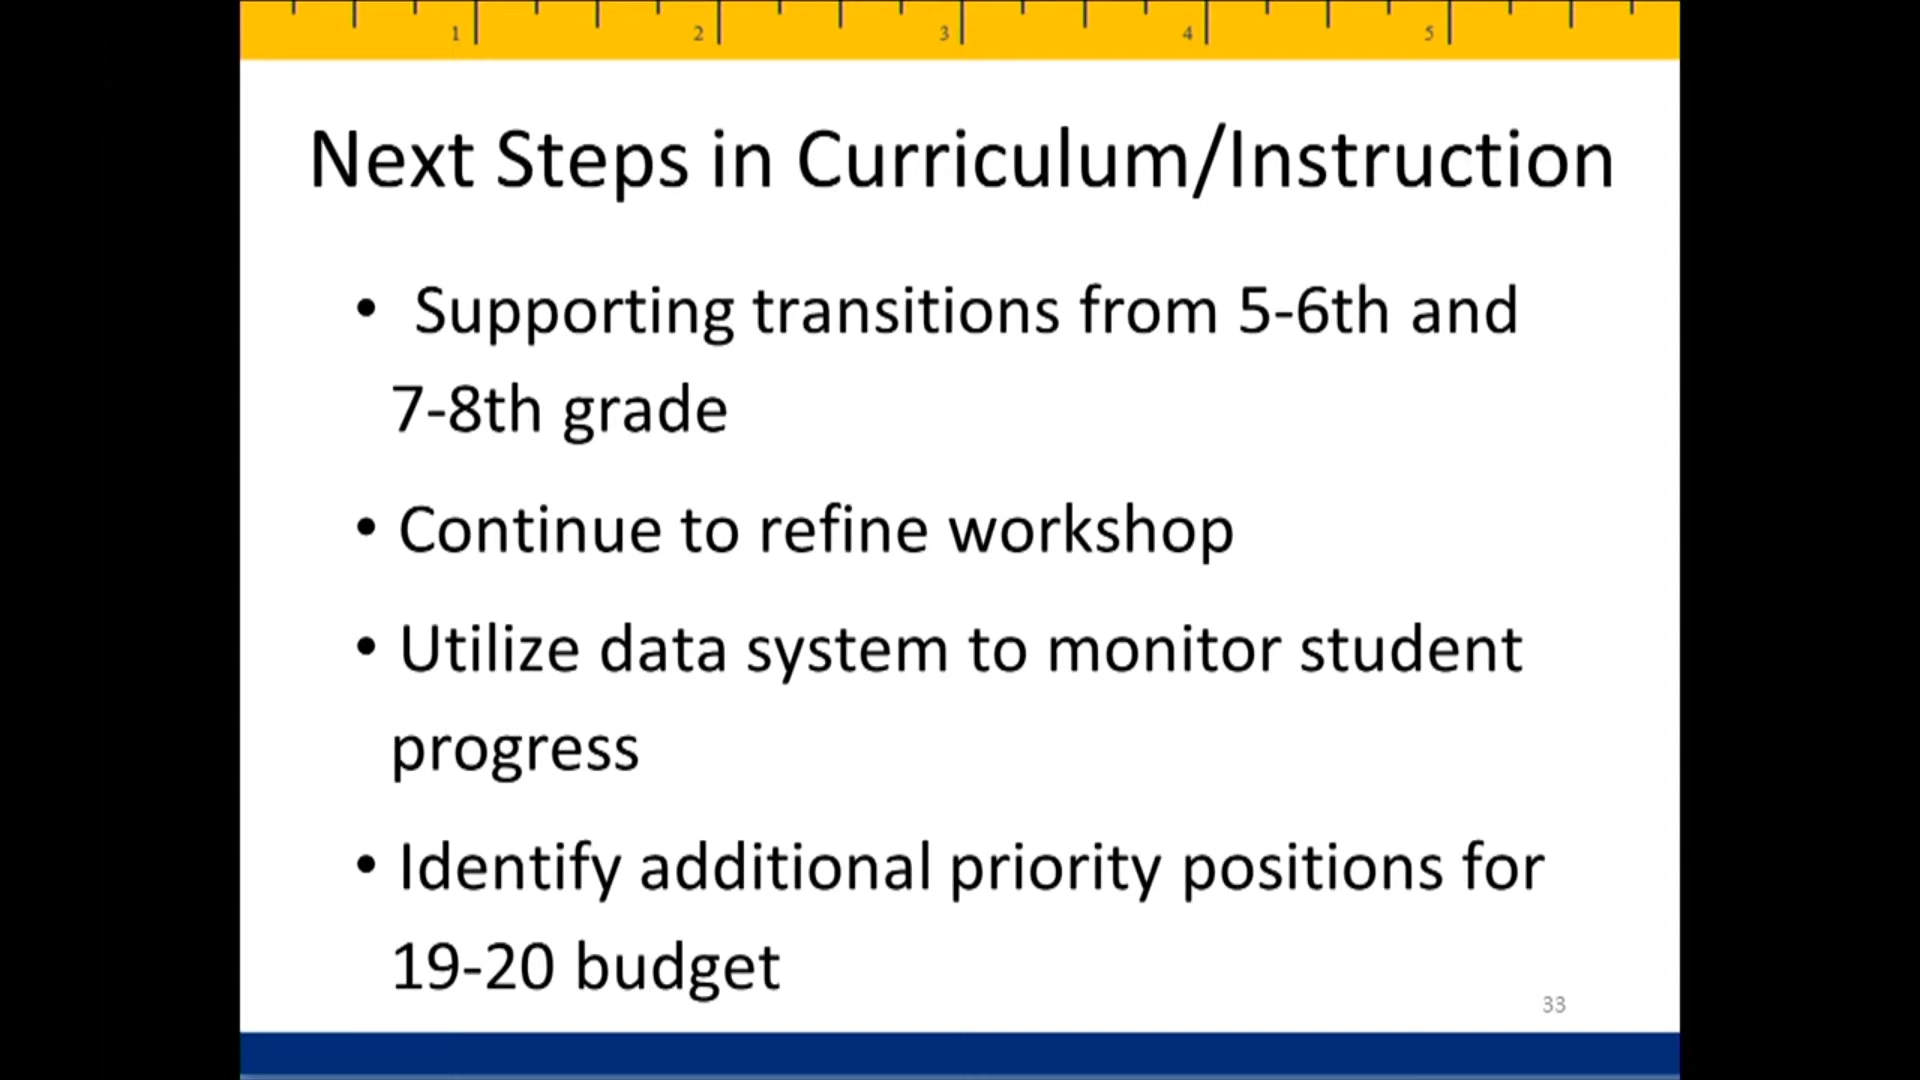 1 2 3 4 5
Next Steps in Curriculum/Instruction
• Supporting transitions from 5-6th and
7-8th grade
• Continue to refine workshop
• Utilize data system to monitor student
progress
• Identify additional priority positions for
19-20 budget
33